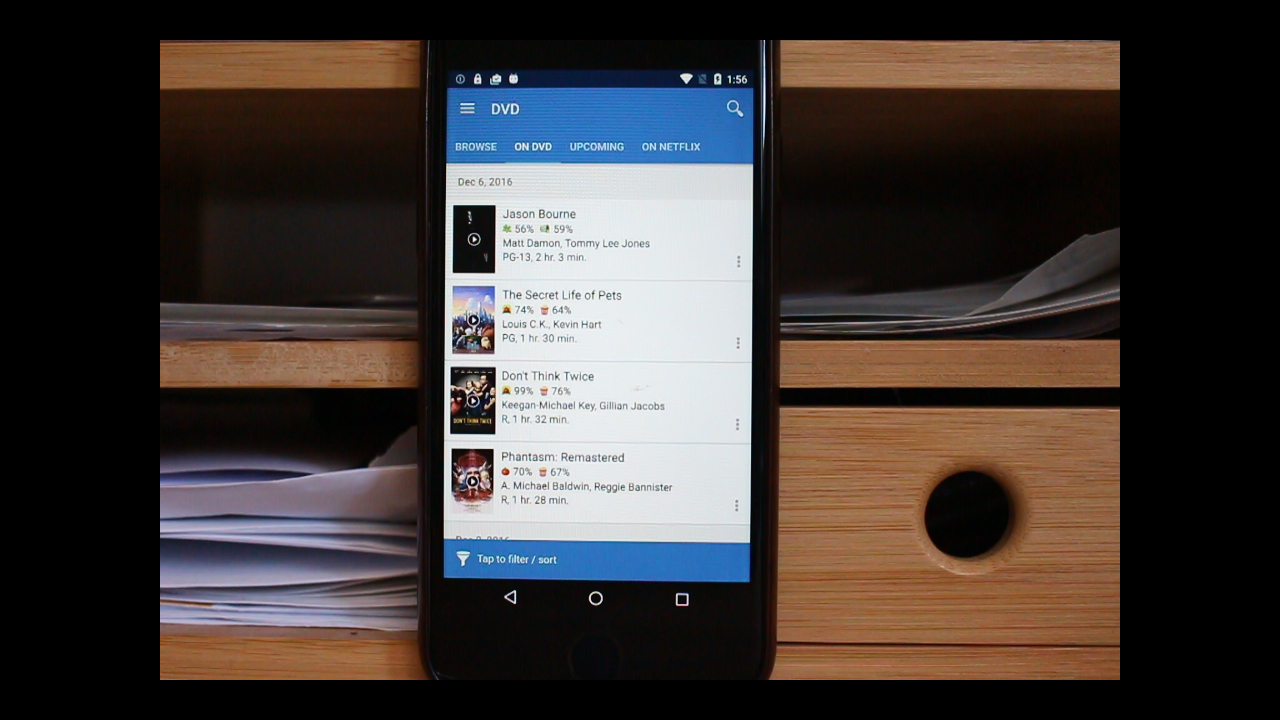 1:56
DVD
BROWSE ON DVD UPCOMING ON NETFLIX
Dec 6, 2016
Jason Bourne
56% 59%
Matt Damon, Tommy Lee Jones
PG-13, 2 hr. 3 min.
The Secret Life of Pets
74% 64%
Louis C.K., Kevin Hart
PG, 1 hr. 30 min.
Don't Think Twice
99% 76%
Keegan-Michael Key, Gillian Jacobs
R, 1 hr. 32 min.
DON'T THINK TWICE
Phantasm: Remastered
70% 67%
A. Michael Baldwin, Reggie Bannister
R, 1 hr. 28 min.
Tap to filter / sort